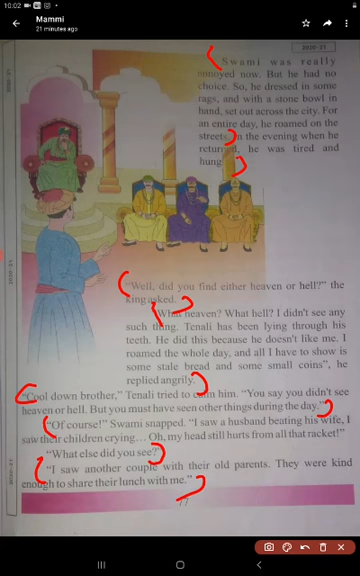 10:02
Mammi
21 minutes ago
2020-21
Swami was really
annoyed now. But he had no
choice. So, he dressed in some
rags, and with a stone bowl in
hand, set out across the city. For
an entire day, he roamed on the
streets. In the evening when he
returned, he was tired and
hungry.
"Well, did you find either heaven or hell?" the
king asked.
"What heaven? What hell? I didn't see any
such thing. Tenali has been lying through his
teeth. He did this because he doesn't like me. I
roamed the whole day, and all I have to show is
some stale bread and some small coins", he
replied angrily.
"Cool down brother," Tenali tried to calm him. "You say you didn't see
heaven or hell. But you must have seen other things during the day."
"Of course!" Swami snapped. "I saw a husband beating his wife, I
saw their children crying... Oh, my head still hurts from all that racket!"
"What else did you see?"
"I saw another couple with their old parents. They were kind
enough to share their lunch with me."
77